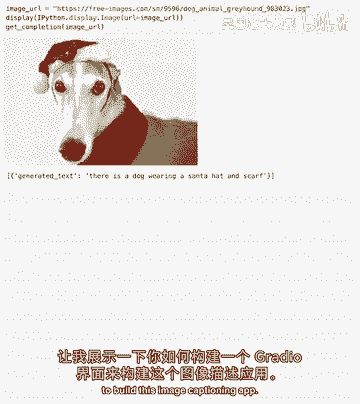 image_url = "https://free-images.com/sm/9596/dog_animal_greyhound_983023.jpg"
display(IPython.display.Image(url=image_url))
get_completion(image_url)
[{'generated_text': 'there is a dog wearing a santa hat and scarf'}]
让我展示一下你如何构建一个 Gradio
界面来构建这个图像描述应用。
to build this image captioning app.